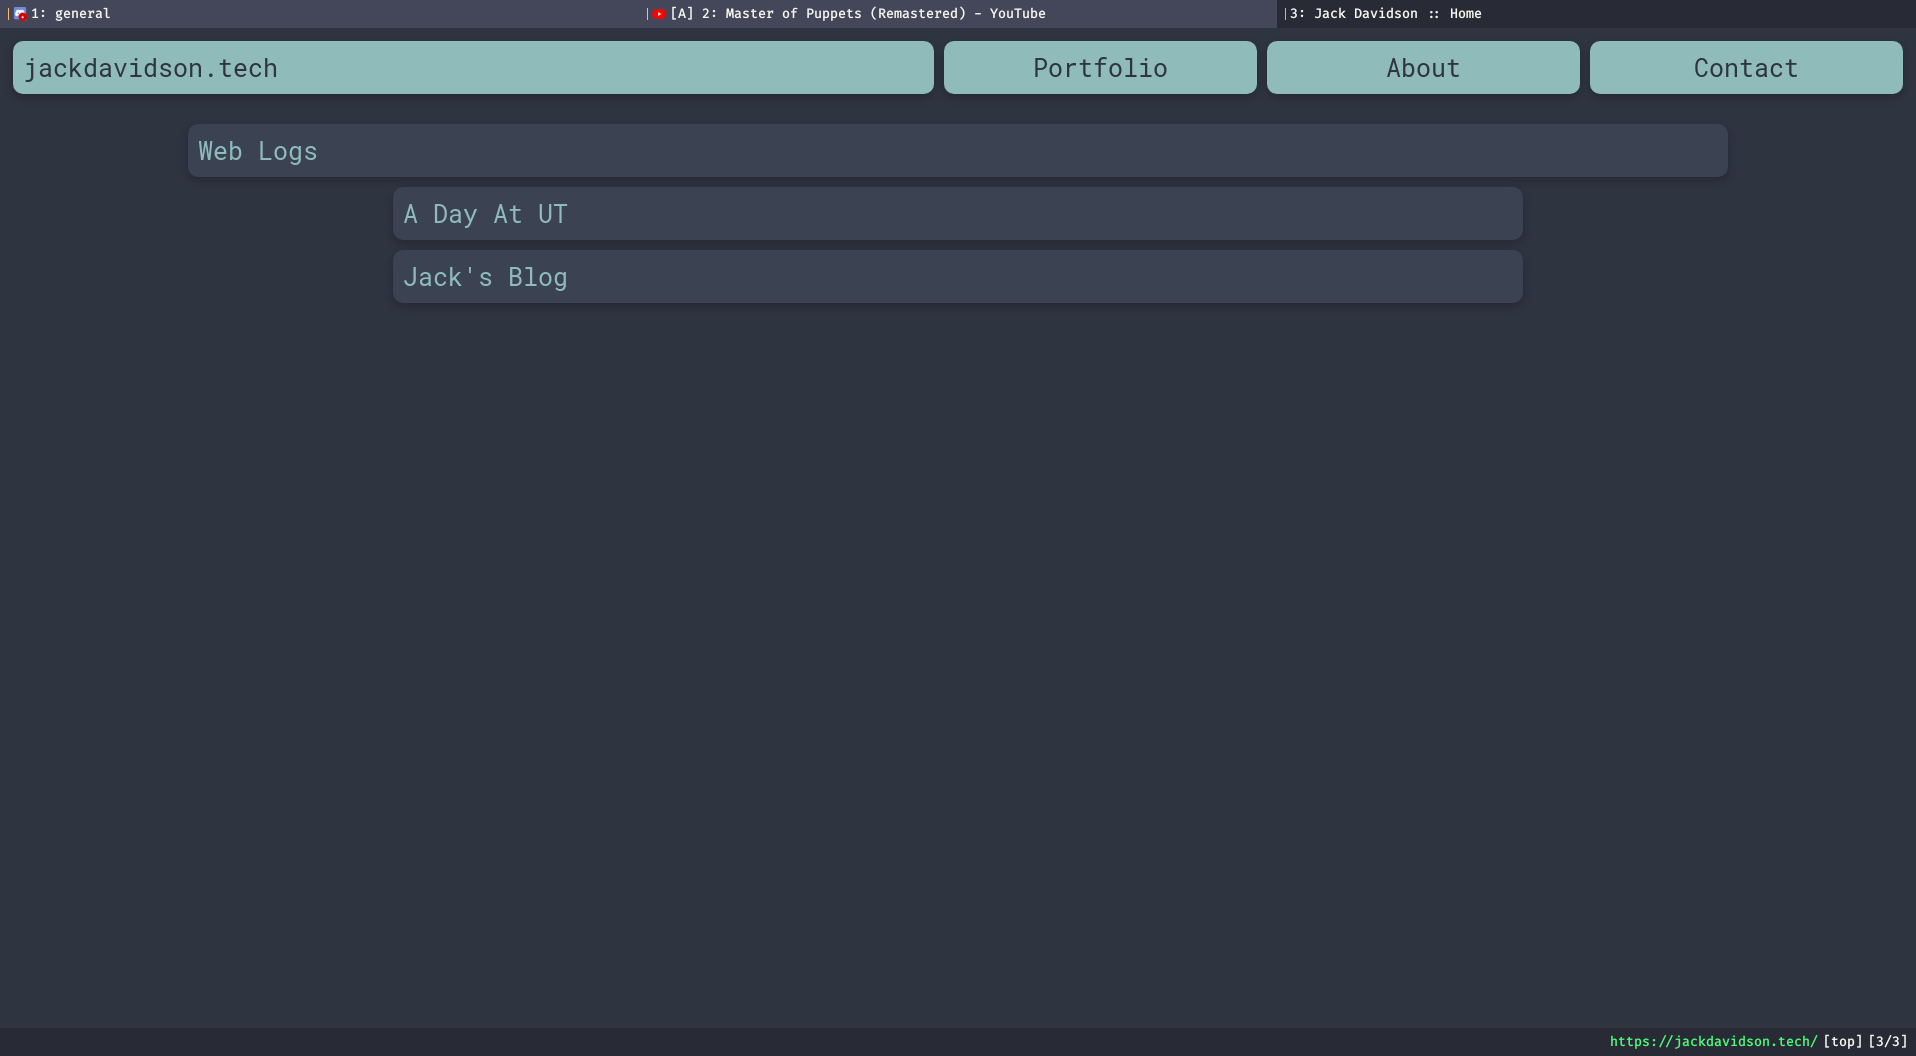 1: general
[A] 2: Master of Puppets (Remastered) - YouTube
3: Jack Davidson :: Home
jackdavidson.tech
Portfolio
About
Contact
Web Logs
A Day At UT
Jack's Blog
https://jackdavidson.tech/ [top] [3/3]